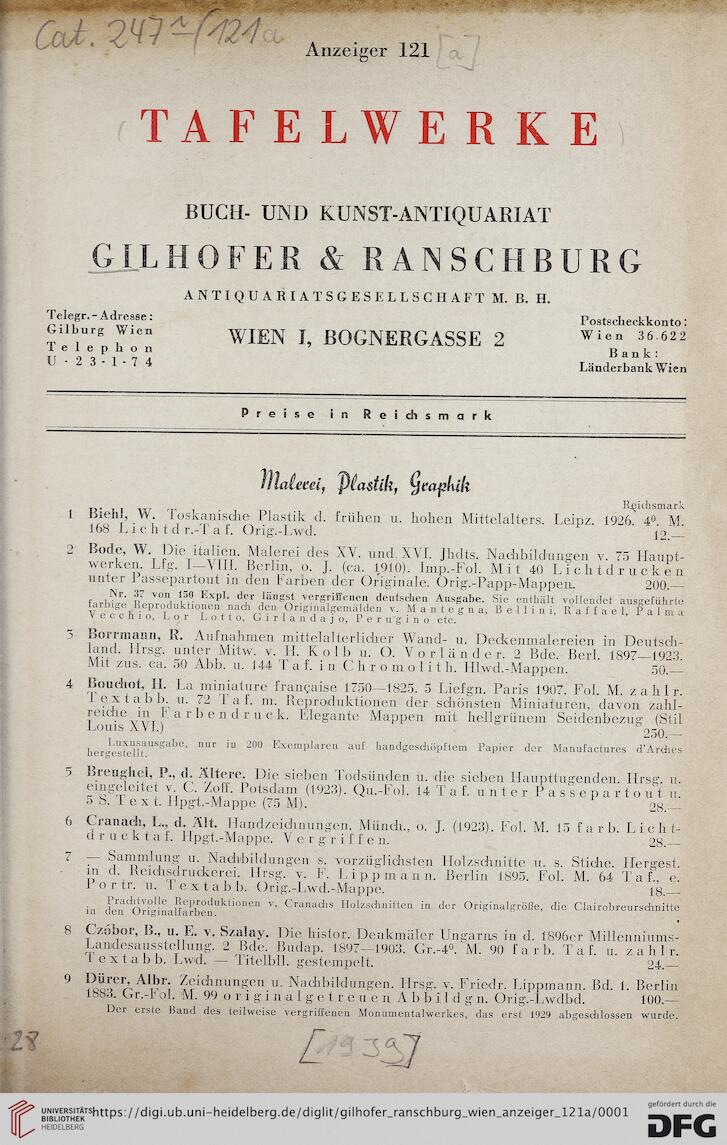 Cat. 247 121a
Anzeiger 121 [a]
TAFELWERKE
BUCH- UND KUNST-ANTIQUARIAT
GILHOFER & RANSCHBURG
ANTIQUARIATSGESELLSCHAFT M. B. H.
Telegr.-Adresse:
Gilburg Wien
Telephon
U-23-1-74
WIEN I, BOGNERGASSE 2
Postscheckkonto:
Wien 36.622
Bank:
Länderbank Wien
Preise in Reichsmark
Malerei, Plastik, Graphik
Reichsmark
1 Biehl, W. Toskanische Plastik d. frühen u. hohen Mittelalters. Leipz. 1926. 4⁰. M.
168 Lichtdr.-Taf. Orig.-Lwd. 12.—
2 Bode, W. Die italien. Malerei des XV. und XVI. Jhdts. Nachbildungen v. 75 Haupt-
werken. Lfg. I—VIII. Berlin, o. J. (ca. 1910). Imp.-Fol. Mit 40 Lichtdrucken
unter Passepartout in den Farben der Originale. Orig.-Papp-Mappen. 200.—
Nr. 37 von 150 Expl. der längst vergriffenen deutschen Ausgabe. Sie enthält vollendet ausgeführte
farbige Reproduktionen nach den Originalgemälden v. Mantegna, Bellini, Raffael, Palma
Vecchio, Lor Lotto, Girlandajo, Perugino etc.
3 Borrmann, R. Aufnahmen mittelalterlicher Wand- u. Deckenmalereien in Deutsch-
land. Hrsg. unter Mitw. v. H. Kolb u. O. Vorländer. 2 Bde. Berl. 1897—1923.
Mit zus. ca. 50 Abb. u. 144 Taf. in Chromolith. Hlwd.-Mappen. 50.—
4 Bouchot, H. La miniature française 1750—1825. 5 Liefgn. Paris 1907. Fol. M. zahlr.
Textabb. u. 72 Taf. m. Reproduktionen der schönsten Miniaturen, davon zahl-
reiche in Farbendruck. Elegante Mappen mit hellgrünem Seidenbezug (Stil
Louis XVI.) 250.—
Luxusausgabe, nur in 200 Exemplaren auf handgeschöpftem Papier der Manufactures d'Arches
hergestellt.
5 Breughel, P., d. Ältere. Die sieben Todsünden u. die sieben Haupttugenden. Hrsg. u.
eingeleitet v. C. Zoff. Potsdam (1923). Qu.-Fol. 14 Taf. unter Passepartout u.
5 S. Text. Hpgt.-Mappe (75 M). 28.—
6 Cranach, L., d. Ält. Handzeichnungen. Münch., o. J. (1923). Fol. M. 15 farb. Licht-
drucktaf. Hpgt.-Mappe. Vergriffen. 28.—
7 — Sammlung u. Nachbildungen s. vorzüglichsten Holzschnitte u. s. Stiche. Hergest.
in d. Reichsdruckerei. Hrsg. v. F. Lippmann. Berlin 1895. Fol. M. 64 Taf., e.
Portr. u. Textabb. Orig.-Lwd.-Mappe. 18.—
Prachtvolle Reproduktionen v. Cranachs Holzschnitten in der Originalgröße, die Clairobreurschnitte
in den Originalfarben.
8 Czóbor, B., u. E. v. Szalay. Die histor. Denkmäler Ungarns in d. 1896er Millenniums-
Landesausstellung. 2 Bde. Budap. 1897—1903. Gr.-4⁰. M. 90 farb. Taf. u. zahlr.
Textabb. Lwd. — Titelbll. gestempelt. 24.—
9 Dürer, Albr. Zeichnungen u. Nachbildungen. Hrsg. v. Friedr. Lippmann. Bd. 1. Berlin
1883. Gr.-Fol. M. 99 originalgetreuen Abbildgn. Orig.-Lwdbd. 100.—
Der erste Band des teilweise vergriffenen Monumentalwerkes, das erst 1929 abgeschlossen wurde.
28
[1939]
UNIVERSITÄTS
BIBLIOTHEK
HEIDELBERG
https://digi.ub.uni-heidelberg.de/diglit/gilhofer_ranschburg_wien_anzeiger_121a/0001
gefördert durch die
DFG